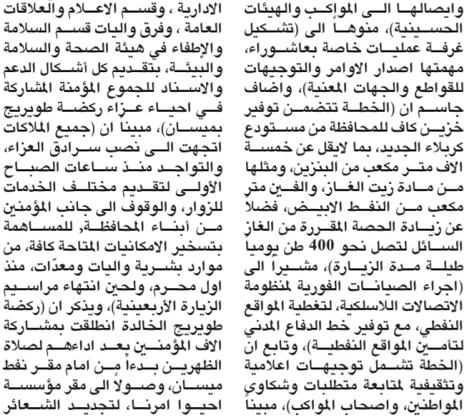 وايصالها الى المواكب والهيئات
الحسينية)، منوها الى (تشكيل
غرفة عمليات خاصة بعاشوراء،
مهمتها اصدار الاوامر والتوجيهات
للقواطع والجهات المعنية)، واضاف
جاسم ان (الخطة تتضمن توفير
خزين كاف للمحافظة من مستودع
كربلاء الجديد، بما لايقل عن خمسة
الاف متر مكعب من البنزين، ومثلها
من مادة زيت الغاز، والفين متر
مكعب من النفط الابيض، فضلا
عن زيادة الحصة المقررة من الغاز
السائل لتصل نحو 400 طن يوميا
طيلة مدة الزيارة)، مشيرا الى
(اجراء الصيانات الفورية لمنظومة
الاتصالات اللاسلكية، لتغطية المواقع
النفطي، مع توفير خط الدفاع المدني
لتأمين المواقع النفطية)، وتابع ان
(الخطة تشمل توجيهات اعلامية
وتثقيفية لمتابعة متطلبات وشكاوى
المواطنين، واصحاب المواكب)، مبيناً
الادارية ، وقسم الاعلام والعلاقات
العامة ، وفرق واليات قسم السلامة
والإطفاء في هيئة الصحة والسلامة
والبيئة، بتقديم كل أشكال الدعم
والاسناد للجموع المؤمنة المشاركة
في احياء عزاء ركضة طويريج
بميسان)، مبينا ان (جميع الملاكات
اتجهت الى نصب سرادق العزاء،
والتواجد منذ ساعات الصباح
الأولى لتقديم مختلف الخدمات
للزوار، والوقوف الى جانب المؤمنين
من أبناء المحافظة, للمساهمة
بتسخير الامكانيات المتاحة كافة، من
موارد بشرية واليات ومعدّات، منذ
اول محرم، ولحين انتهاء مراسيم
الزيارة الأربعينية)، ويذكر ان (ركضة
طويريج الخالدة انطلقت بمشاركة
الاف المؤمنين بعد اداءهم لصلاة
الظهرين بدءاً من امام مقر نفط
ميسان، وصولا الى مقر مؤسسة
احيوا امرنا، لتجديد الشعائر